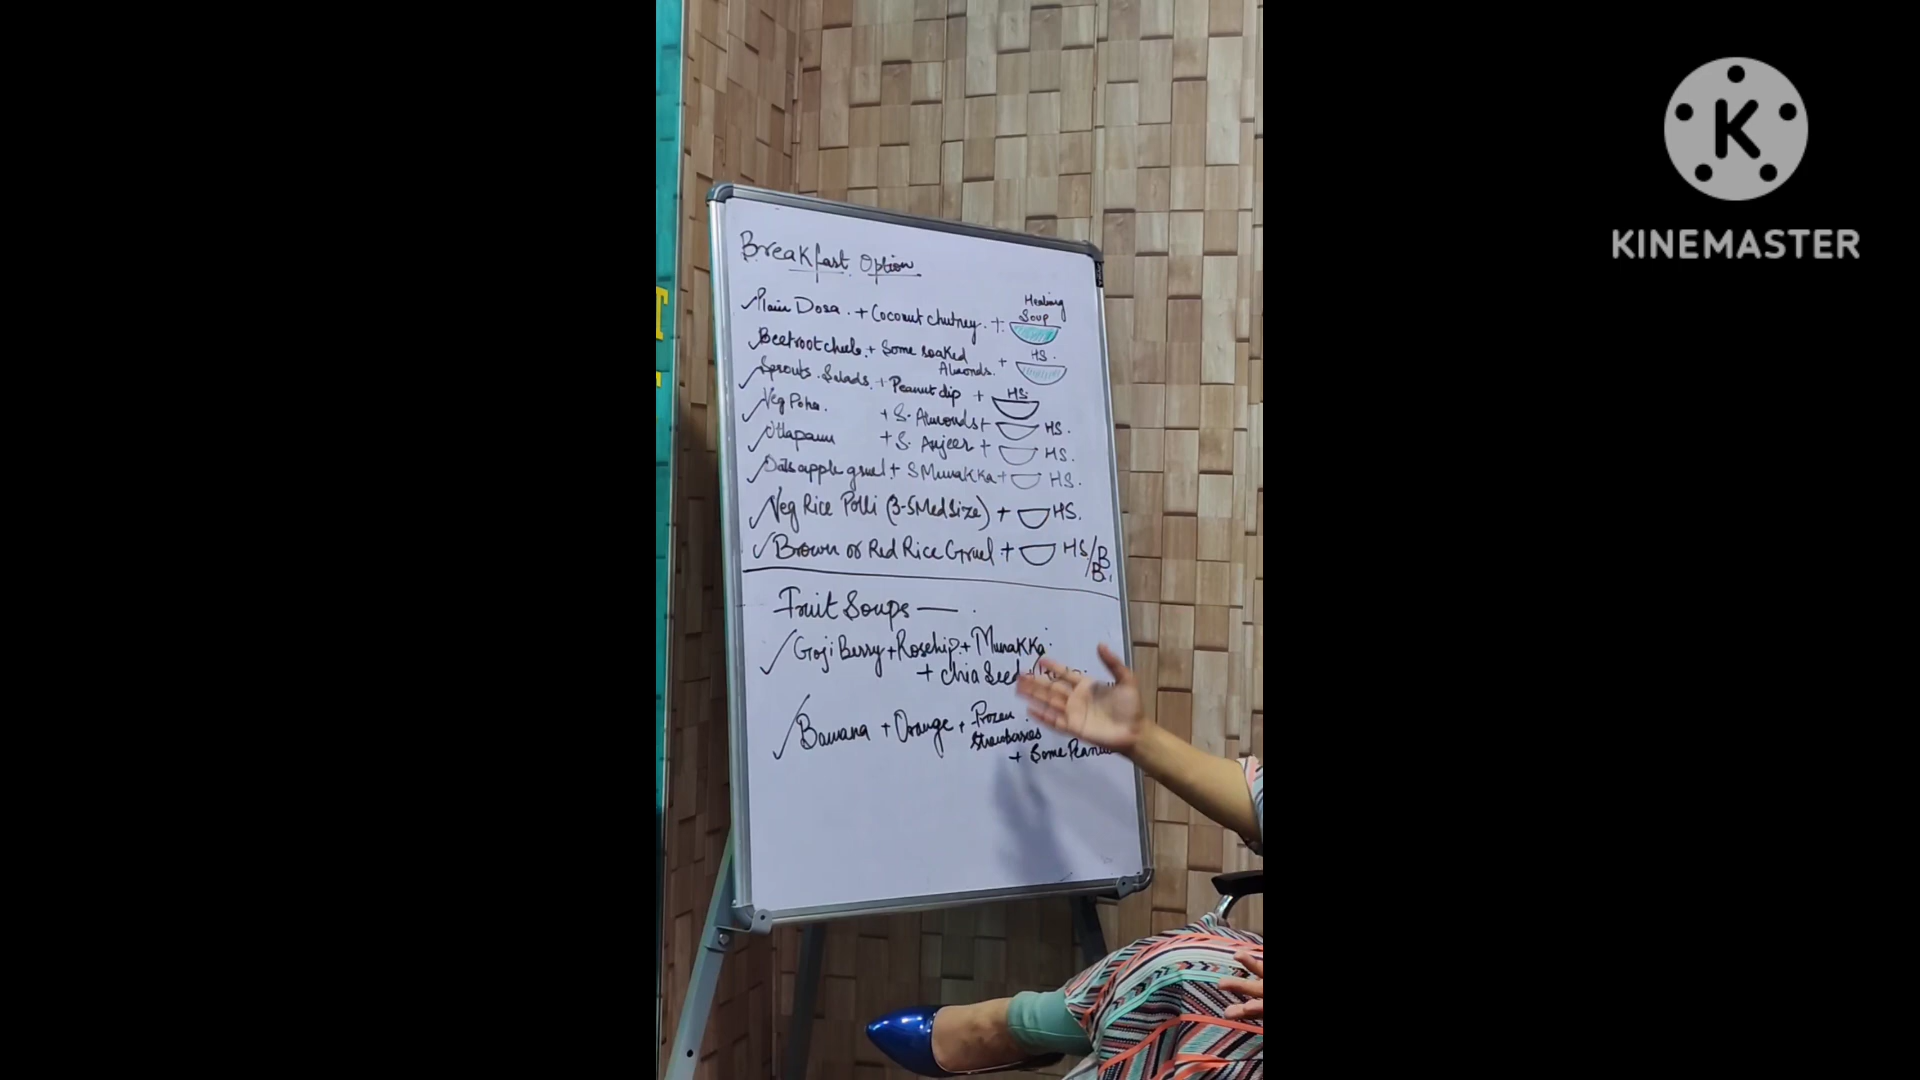 Breakfast Option
✓Plain Dosa. + Coconut chutney. + Healing Soup
✓Beetroot cheela. + Some soaked Almonds. + HS.
✓Sprouts. Salads. + Peanut dip + HS.
✓Veg Poha. + S. Almonds + HS.
✓Uttapam + S. Anjeer + HS.
✓Oats apple gruel. + S Munakka + HS.
✓Veg Rice Potli (3-5 Med Size) + HS.
✓Brown or Red Rice Gruel + HS/B B.
Fruit Soups —
✓Goji Berry + Rosehip. + Munakka
+ chia Seed
✓Banana + Orange + Frozen
+ Some
K
KINEMASTER